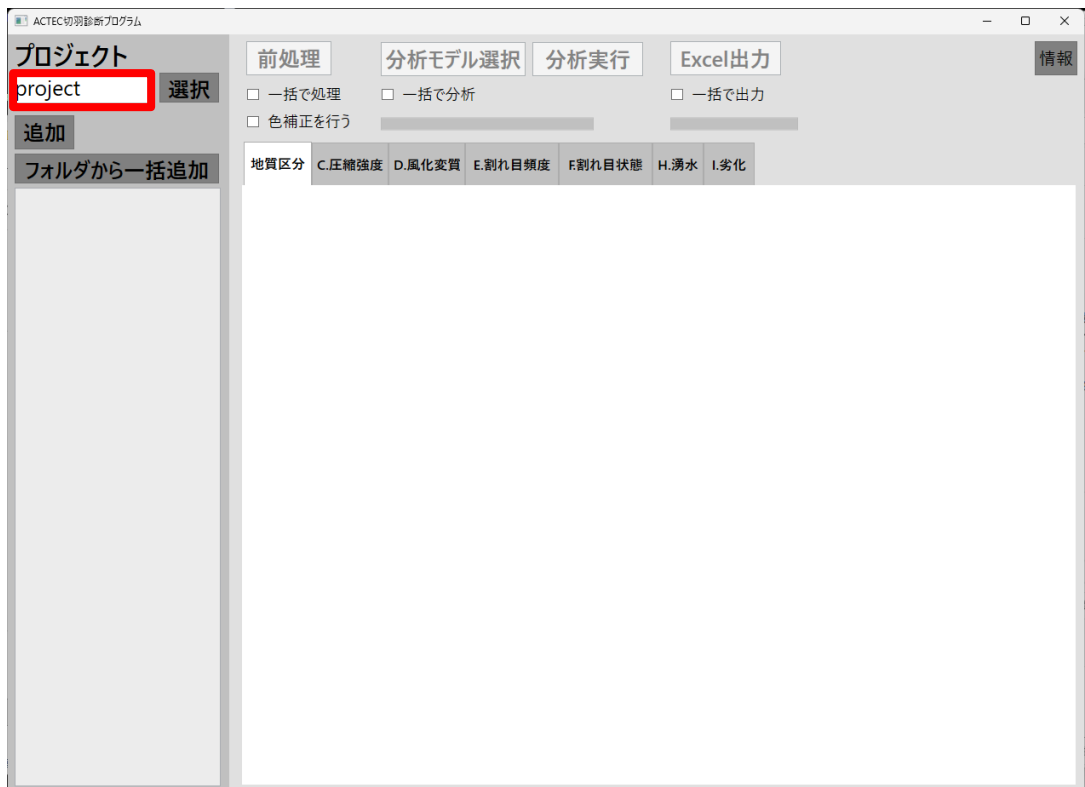 ACTEC切羽診断プログラム
プロジェクト
project
選択
追加
フォルダから一括追加
前処理
分析モデル選択
分析実行
Excel出力
情報
一括で処理
一括で分析
一括で出力
色補正を行う
地質区分
C.圧縮強度
D.風化変質
E.割れ目頻度
F.割れ目状態
H.湧水
I.劣化